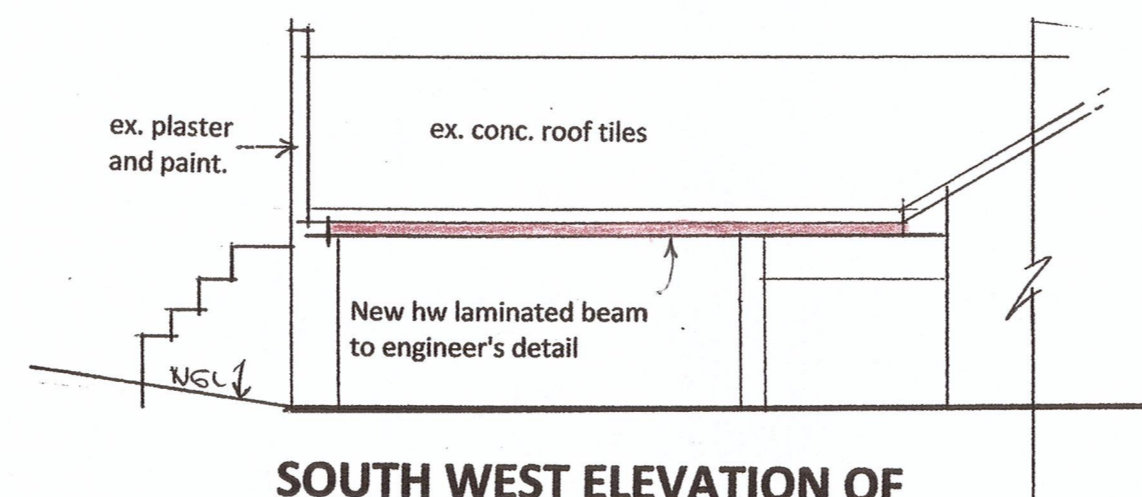 ex. plaster
and paint.
ex. conc. roof tiles
New hw laminated beam
to engineer's detail
NGL
SOUTH WEST ELEVATION OF